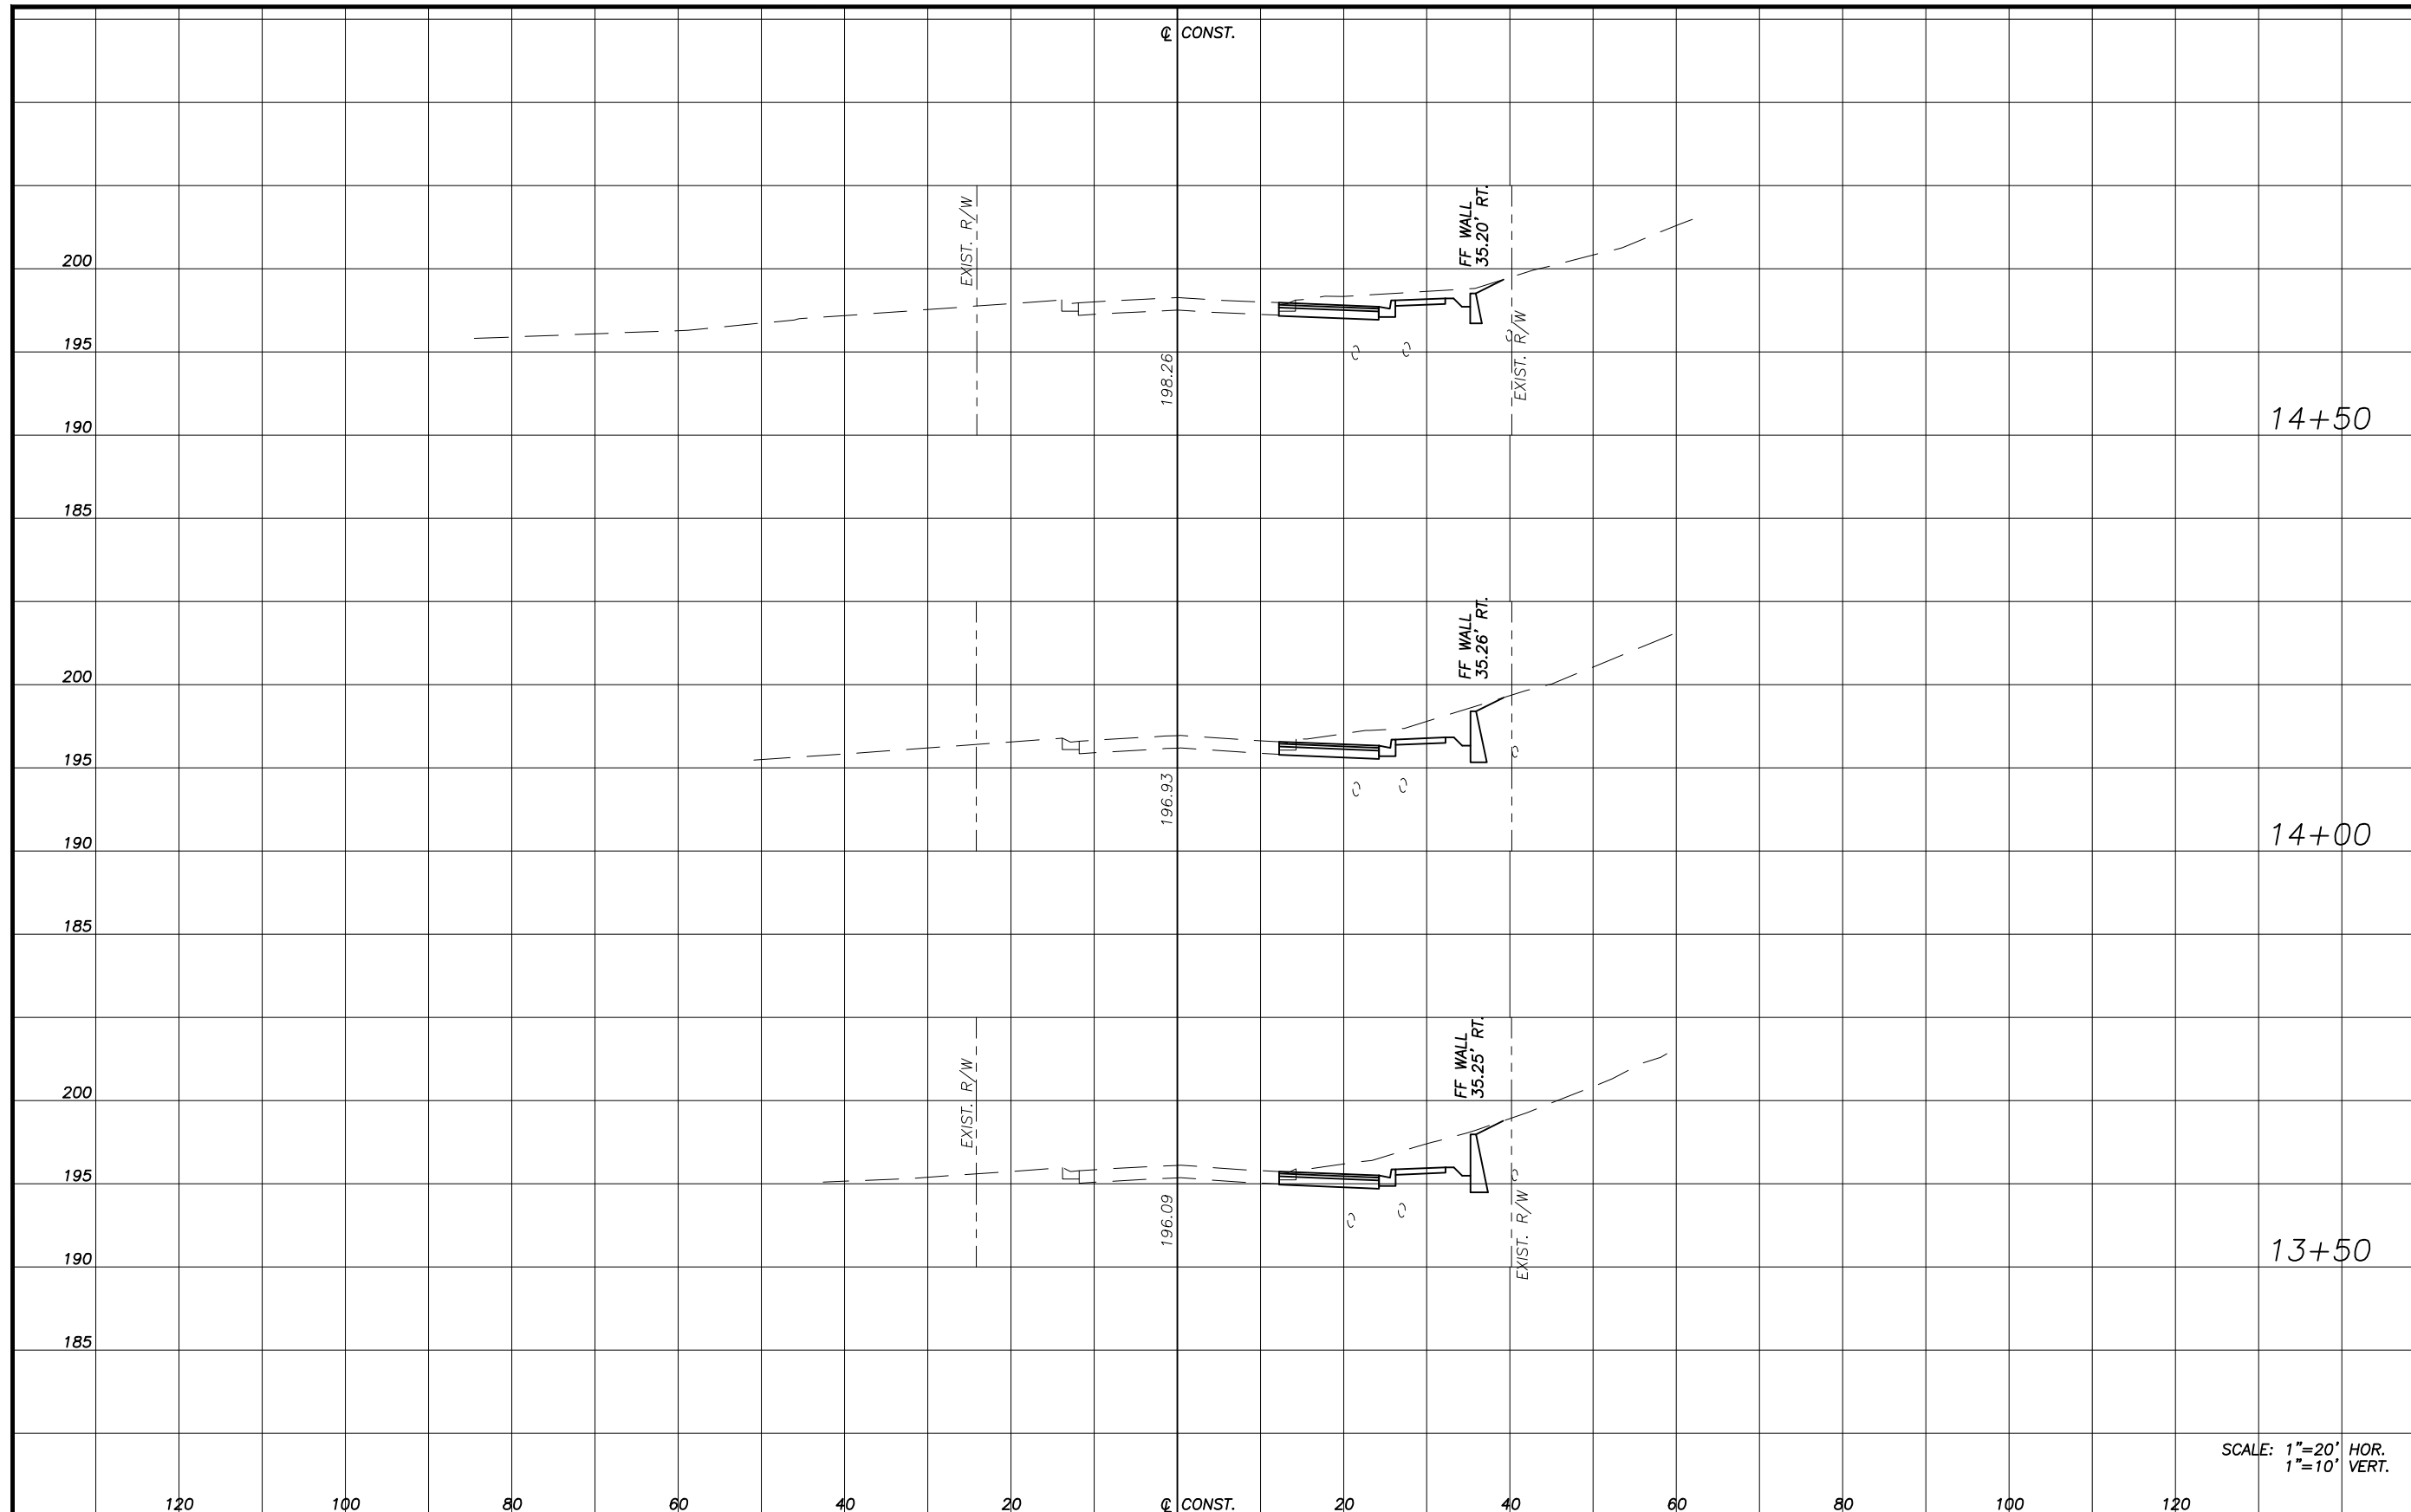 ℄ CONST.
EXIST. R/W
FF WALL
35.20' RT.
200
195
198.26
EXIST. R/W
190
14+50
185
FF WALL
35.26' RT.
200
195
196.93
190
14+00
185
EXIST. R/W
FF WALL
35.25' RT.
200
195
196.09
EXIST. R/W
190
13+50
185
SCALE: 1"=20' HOR.
1"=10' VERT.
120 100 80 60 40 20 ℄ CONST. 20 40 60 80 100 120